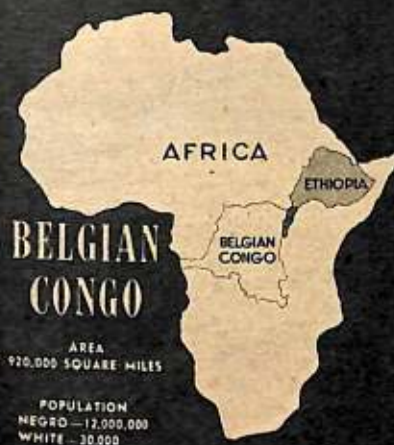 AFRICA
ETHIOPIA
BELGIAN
CONGO
BELGIAN
CONGO
AREA
920,000 SQUARE MILES
POPULATION
NEGRO—12,000,000
WHITE—30,000